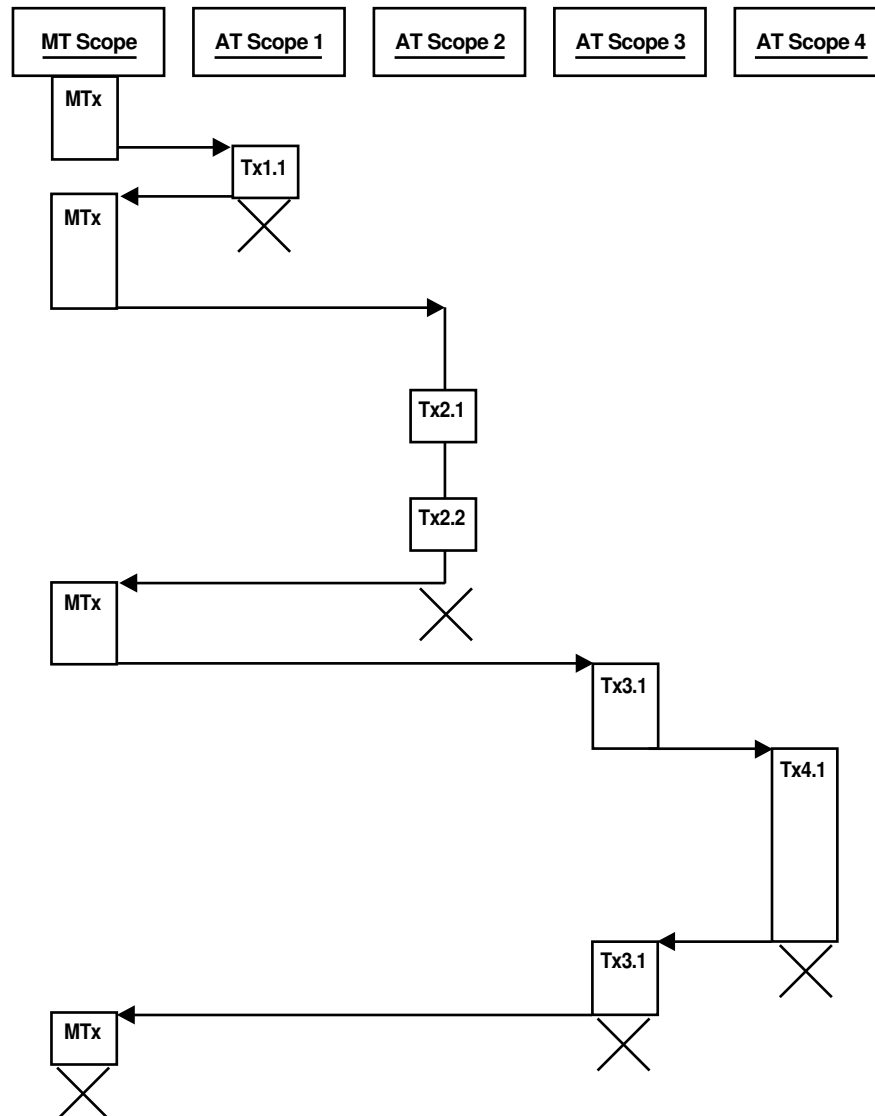 MT Scope
AT Scope 1
AT Scope 2
AT Scope 3
AT Scope 4
MTx
Tx1.1
MTx
Tx2.1
Tx2.2
MTx
Tx3.1
Tx4.1
Tx3.1
MTx